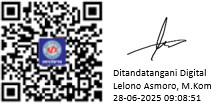 Ditandatangani Digital
Lelono Asmoro, M.Kom
28-06-2025 09:08:51